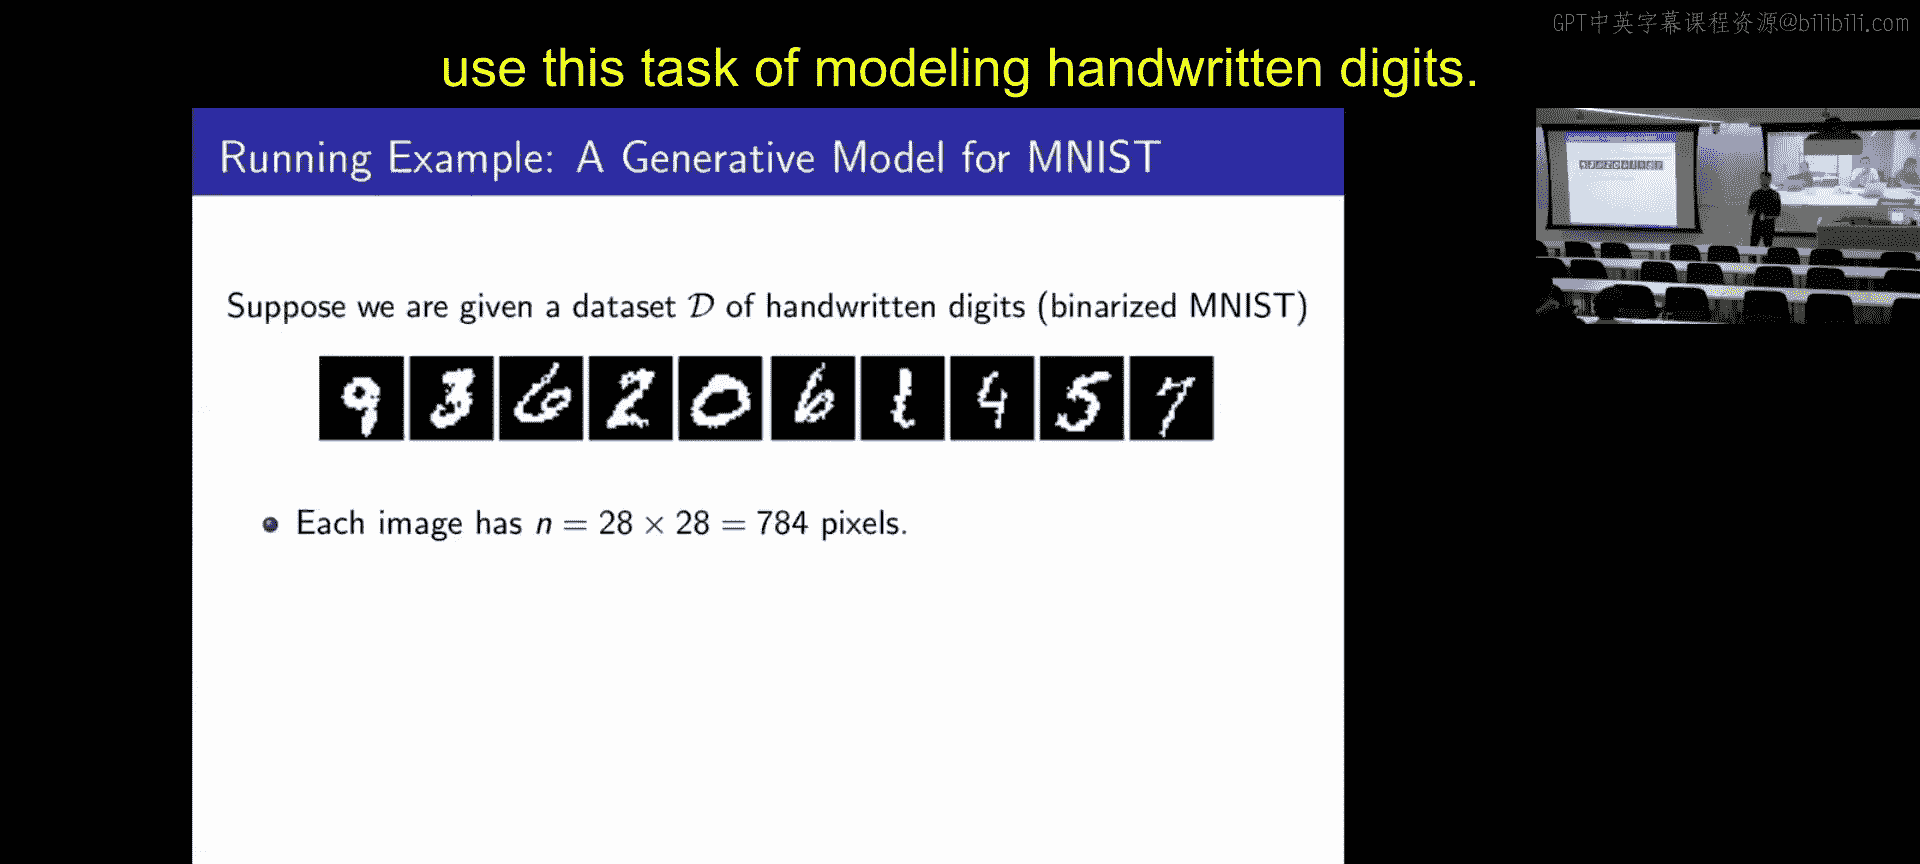 GPT中英字幕课程资源@bilibili.com
use this task of modeling handwritten digits.
Running Example: A Generative Model for MNIST
Suppose we are given a dataset 𝒟 of handwritten digits (binarized MNIST)
9 3 6 2 0 6 1 4 5 7
Each image has n = 28 × 28 = 784 pixels.